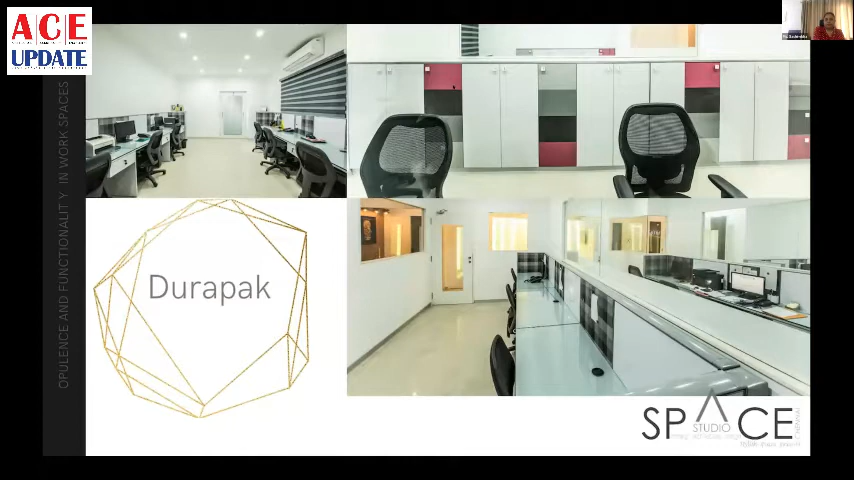 ACE
UPDATE
OPULENCE AND FUNCTIONALITY IN WORK SPACES
Durapak
SPACE
STUDIO